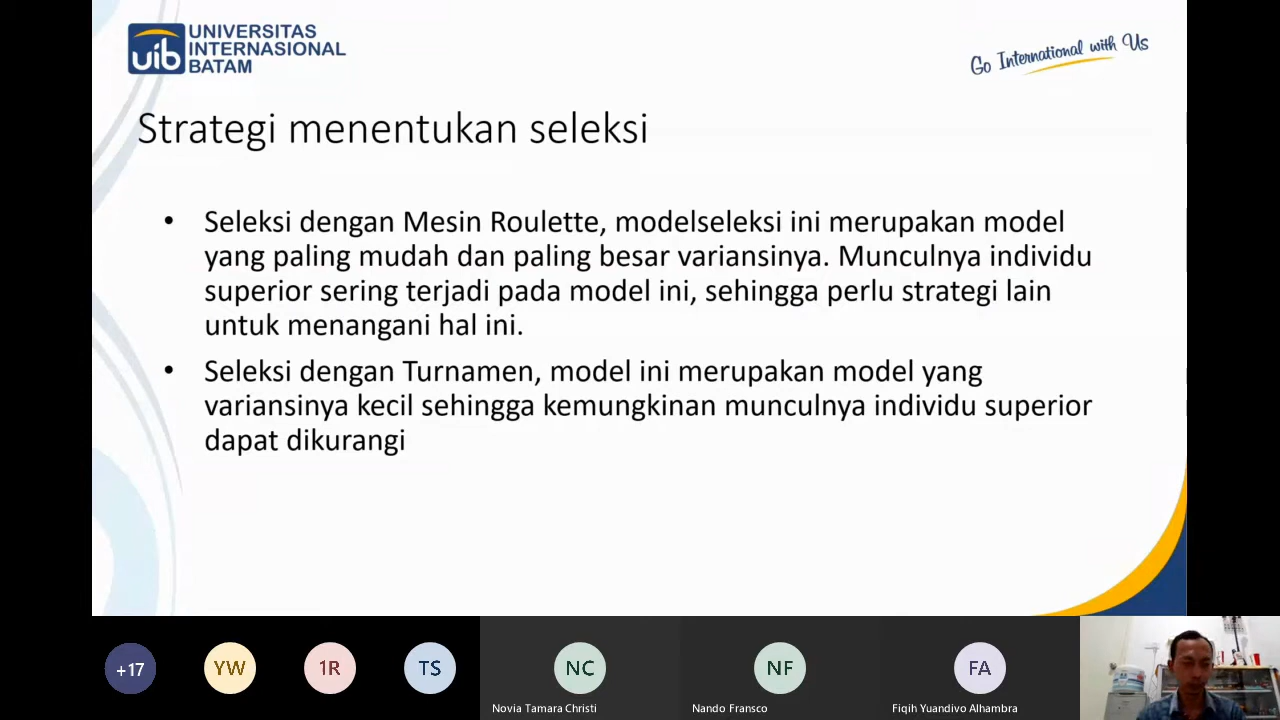 uib
UNIVERSITAS
INTERNASIONAL
BATAM
Go International with Us
Strategi menentukan seleksi
• Seleksi dengan Mesin Roulette, modelseleksi ini merupakan model
yang paling mudah dan paling besar variansinya. Munculnya individu
superior sering terjadi pada model ini, sehingga perlu strategi lain
untuk menangani hal ini.
• Seleksi dengan Turnamen, model ini merupakan model yang
variansinya kecil sehingga kemungkinan munculnya individu superior
dapat dikurangi
+17
YW
1R
TS
NC
NF
FA
Novia Tamara Christi
Nando Fransco
Fiqih Yuandivo Alhambra